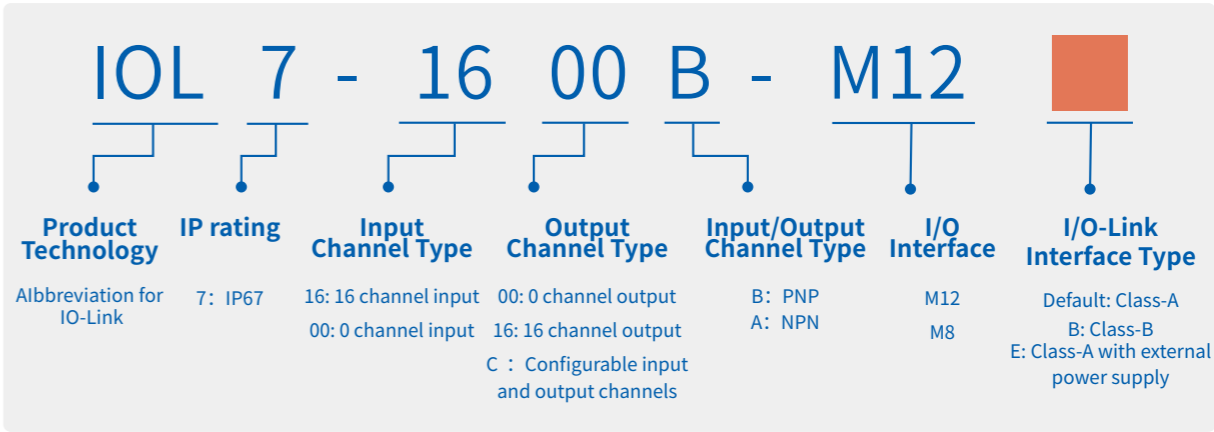 IOL 7 - 16 00 B - M12
Product
Technology
AIbbreviation for
IO-Link
IP rating
7：IP67
Input
Channel Type
16: 16 channel input
00: 0 channel input
Output
Channel Type
00: 0 channel output
16: 16 channel output
C ：Configurable input
and output channels
Input/Output
Channel Type
B：PNP
A：NPN
I/O
Interface
M12
M8
I/O-Link
Interface Type
Default: Class-A
B: Class-B
E: Class-A with external
power supply